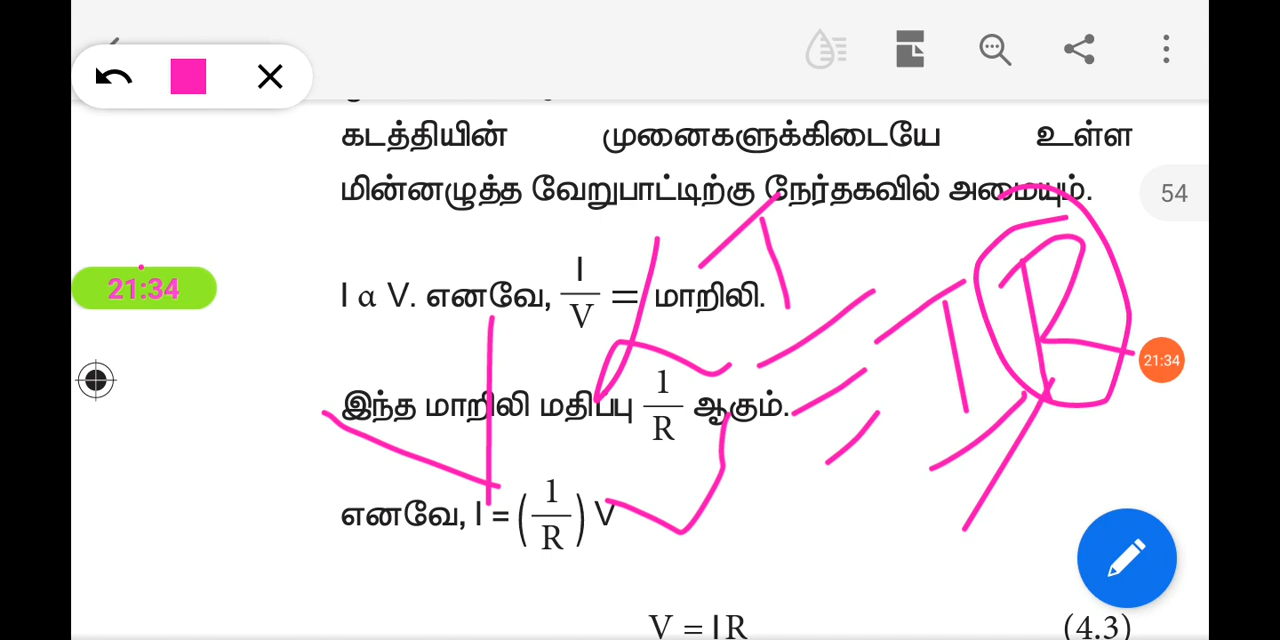 கடத்தியின் முனைகளுக்கிடையே உள்ள
மின்னழுத்த வேறுபாட்டிற்கு நேர்தகவில் அமையும்.
54
21:34
I α V. எனவே, I/V = மாறிலி.
21:34
இந்த மாறிலி மதிப்பு 1/R ஆகும்.
எனவே, I = (1/R) V
V = IR (4.3)